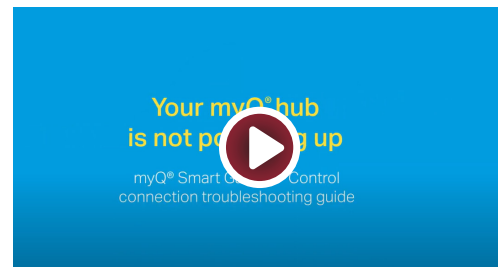 Your myQ® hub
is not up
myQ® Smart Control
connection troubleshooting guide